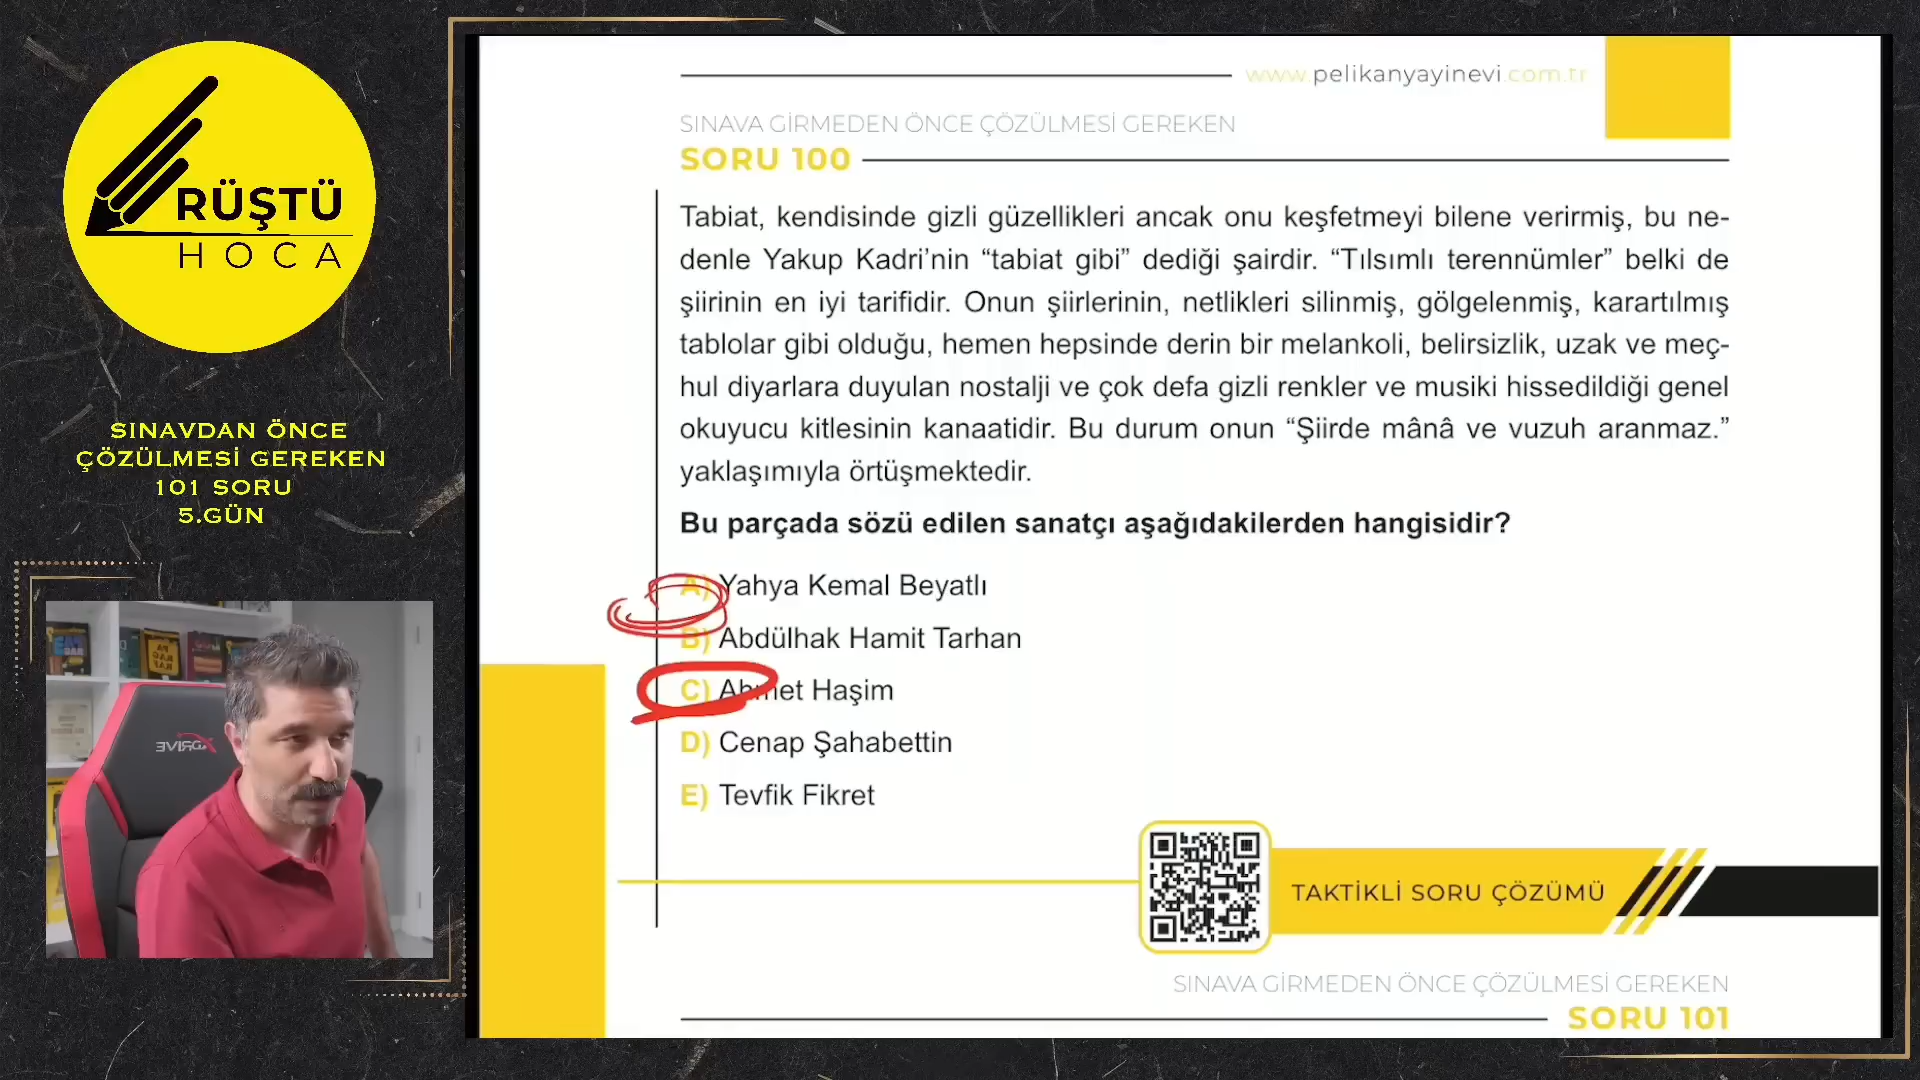 RÜŞTÜ
HOCA
SINAVDAN ÖNCE
ÇÖZÜLMESİ GEREKEN
101 SORU
5.GÜN
www.pelikanyayinevi.com.tr
SINAVA GİRMEDEN ÖNCE ÇÖZÜLMESİ GEREKEN
SORU 100
Tabiat, kendisinde gizli güzellikleri ancak onu keşfetmeyi bilene verirmiş, bu ne-
denle Yakup Kadri’nin “tabiat gibi” dediği şairdir. “Tılsımlı terennümler” belki de
şiirinin en iyi tarifidir. Onun şiirlerinin, netlikleri silinmiş, gölgelenmiş, karartılmış
tablolar gibi olduğu, hemen hepsinde derin bir melankoli, belirsizlik, uzak ve meç-
hul diyarlara duyulan nostalji ve çok defa gizli renkler ve musiki hissedildiği genel
okuyucu kitlesinin kanaatidir. Bu durum onun “Şiirde mânâ ve vuzuh aranmaz.”
yaklaşımıyla örtüşmektedir.
Bu parçada sözü edilen sanatçı aşağıdakilerden hangisidir?
A) Yahya Kemal Beyatlı
B) Abdülhak Hamit Tarhan
C) Ahmet Haşim
D) Cenap Şahabettin
E) Tevfik Fikret
TAKTİKLİ SORU ÇÖZÜMÜ
SINAVA GİRMEDEN ÖNCE ÇÖZÜLMESİ GEREKEN
SORU 101